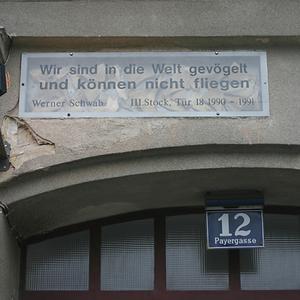 Wir sind in die Welt gevögelt
und können nicht fliegen
Werner Schwab III.Stock, Tür 18 1990 - 1991
12
Payergasse